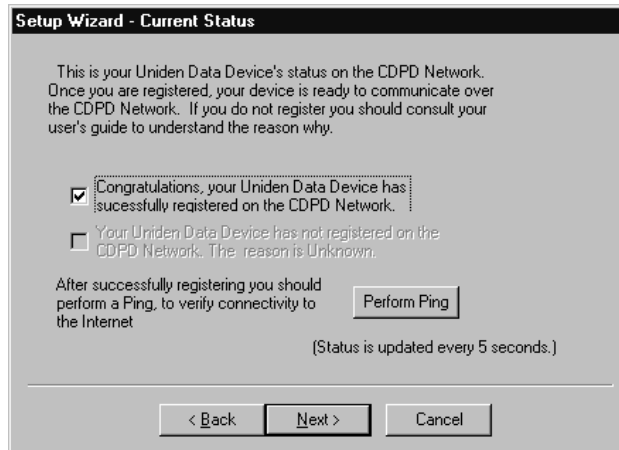 Setup Wizard - Current Status
This is your Uniden Data Device's status on the CDPD Network.
Once you are registered, your device is ready to communicate over
the CDPD Network. If you do not register you should consult your
user's guide to understand the reason why.
Congratulations, your Uniden Data Device has
sucessfully registered on the CDPD Network.
Your Uniden Data Device has not registered on the
CDPD Network. The reason is Unknown.
After successfully registering you should
perform a Ping, to verify connectivity to
the Internet
Perform Ping
(Status is updated every 5 seconds.)
< Back
Next >
Cancel